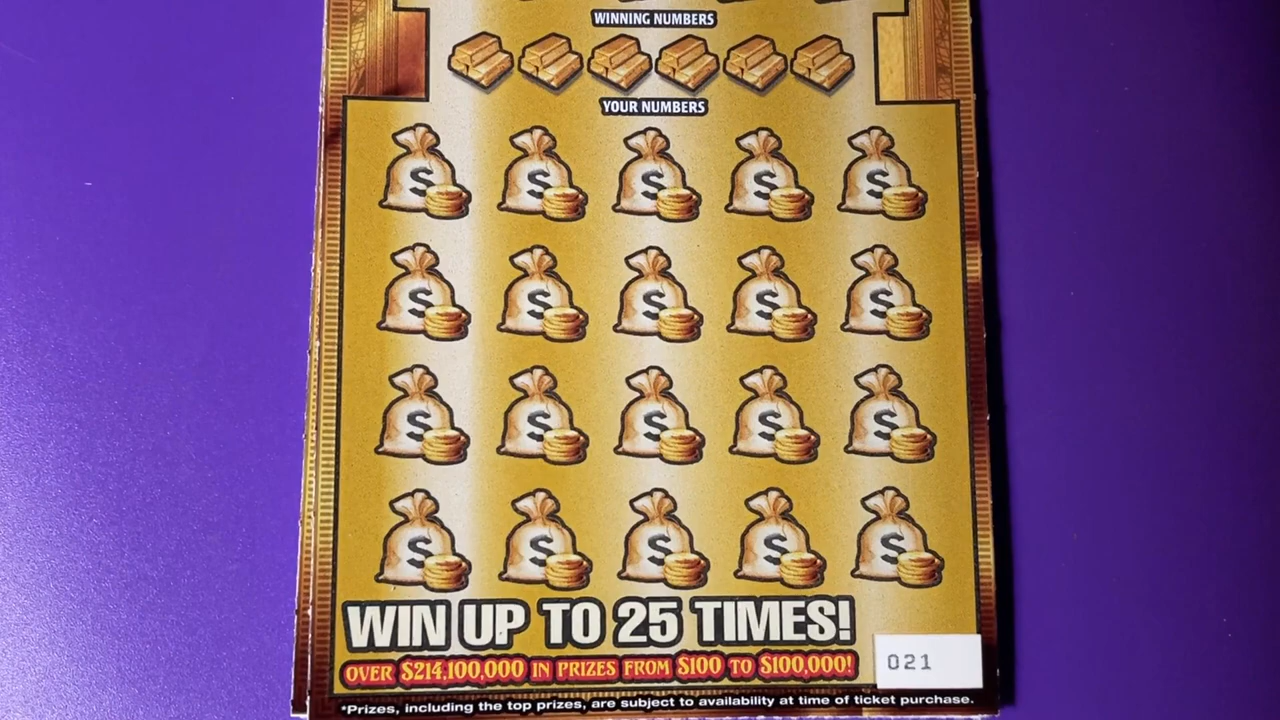 WINNING NUMBERS
YOUR NUMBERS
$ $ $ $ $
$ $ $ $ $
$ $ $ $ $
$ $ $ $ $
WIN UP TO 25 TIMES!
OVER $214,100,000 IN PRIZES FROM $100 TO $100,000!
021
*Prizes, including the top prizes, are subject to availability at time of ticket purchase.